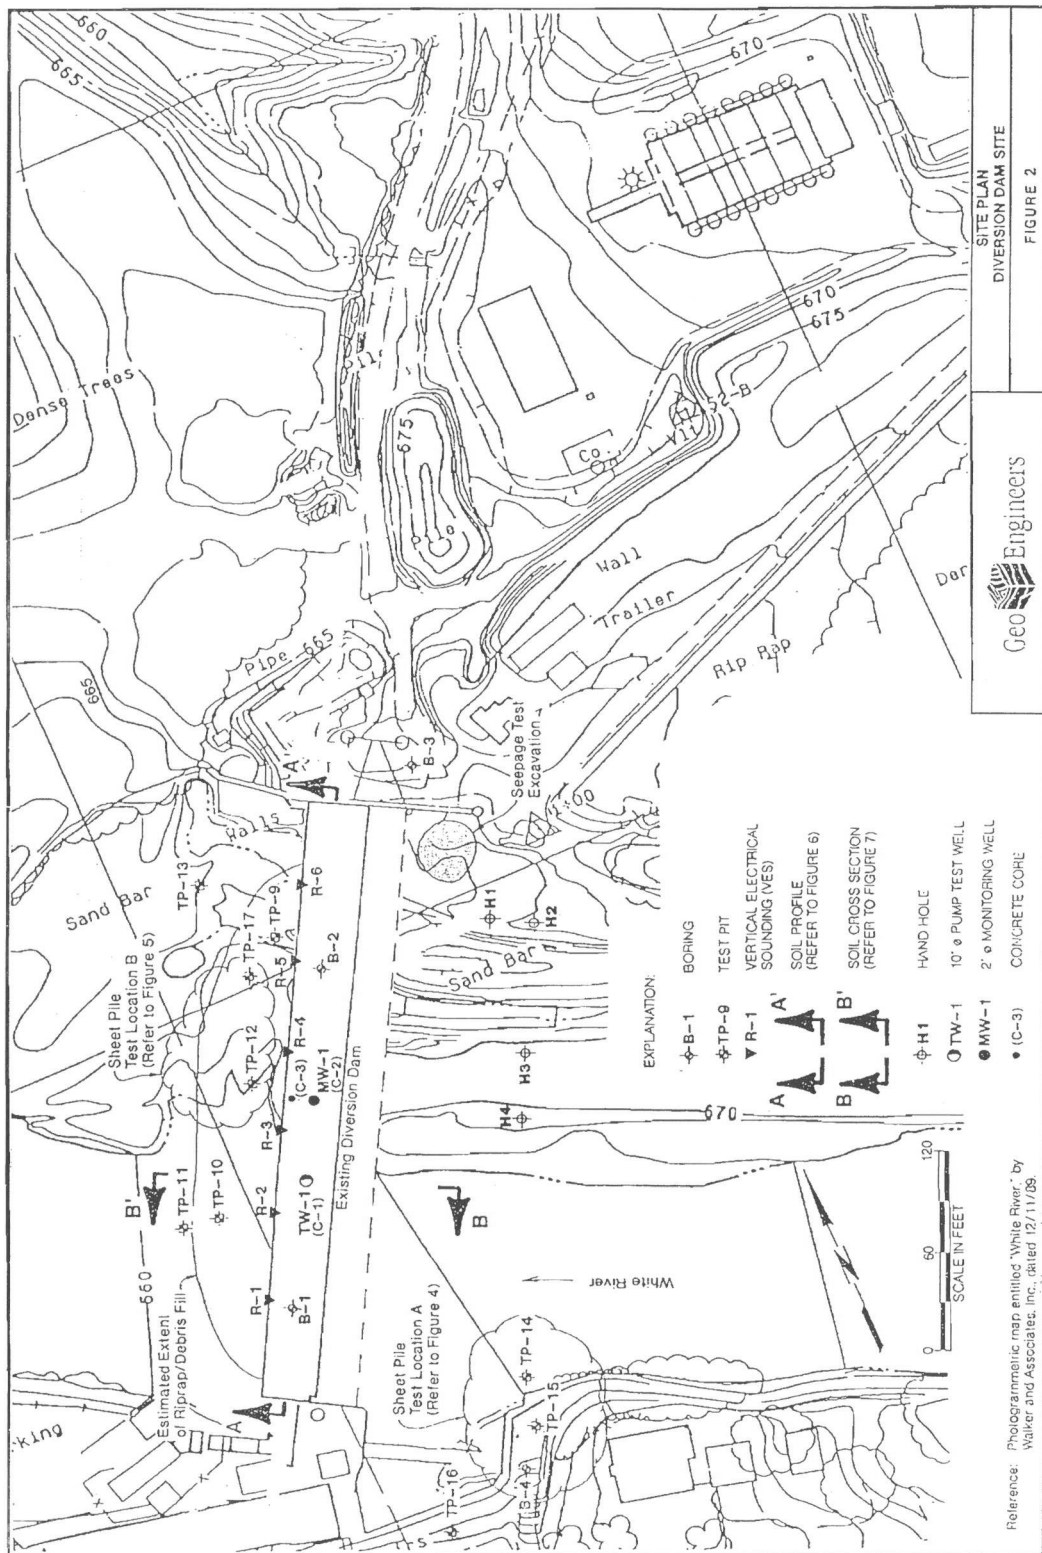 660
665
Dense Trees
670
675
Co.
Wall
Trailer
Rip Rap
670
675
665
Pipe 665
Sand Bar
Walls
A'
B-3
Seepage Test
Excavation
TP-13
TP-17
TP-9
TP-12
R-6
R-5
R-4
R-3
R-2
R-1
B-2
B-1
(C-3)
MW-1
(C-2)
TW-1
(C-1)
Existing Diversion Dam
Sheet Pile
Test Location B
(Refer to Figure 5)
B'
TP-11
TP-10
660
Estimated Extent
of Riprap/Debris Fill
A
Sheet Pile
Test Location A
(Refer to Figure 4)
B
White River
H1
H2
H3
H4
Sand Bar
670
TP-14
TP-15
TP-16
B-4
EXPLANATION:
B-1 BORING
TP-9 TEST PIT
R-1 VERTICAL ELECTRICAL
SOUNDING (VES)
A A' SOIL PROFILE
(REFER TO FIGURE 6)
B B' SOIL CROSS SECTION
(REFER TO FIGURE 7)
H1 HAND HOLE
TW-1 10" ø PUMP TEST WELL
MW-1 2' ø MONITORING WELL
(C-3) CONCRETE CORE
0 60 120
SCALE IN FEET
Reference: Photogrammetric map entitled "White River," by
Walker and Associates, Inc., dated 12/11/89.
Geo Engineers
SITE PLAN
DIVERSION DAM SITE
FIGURE 2